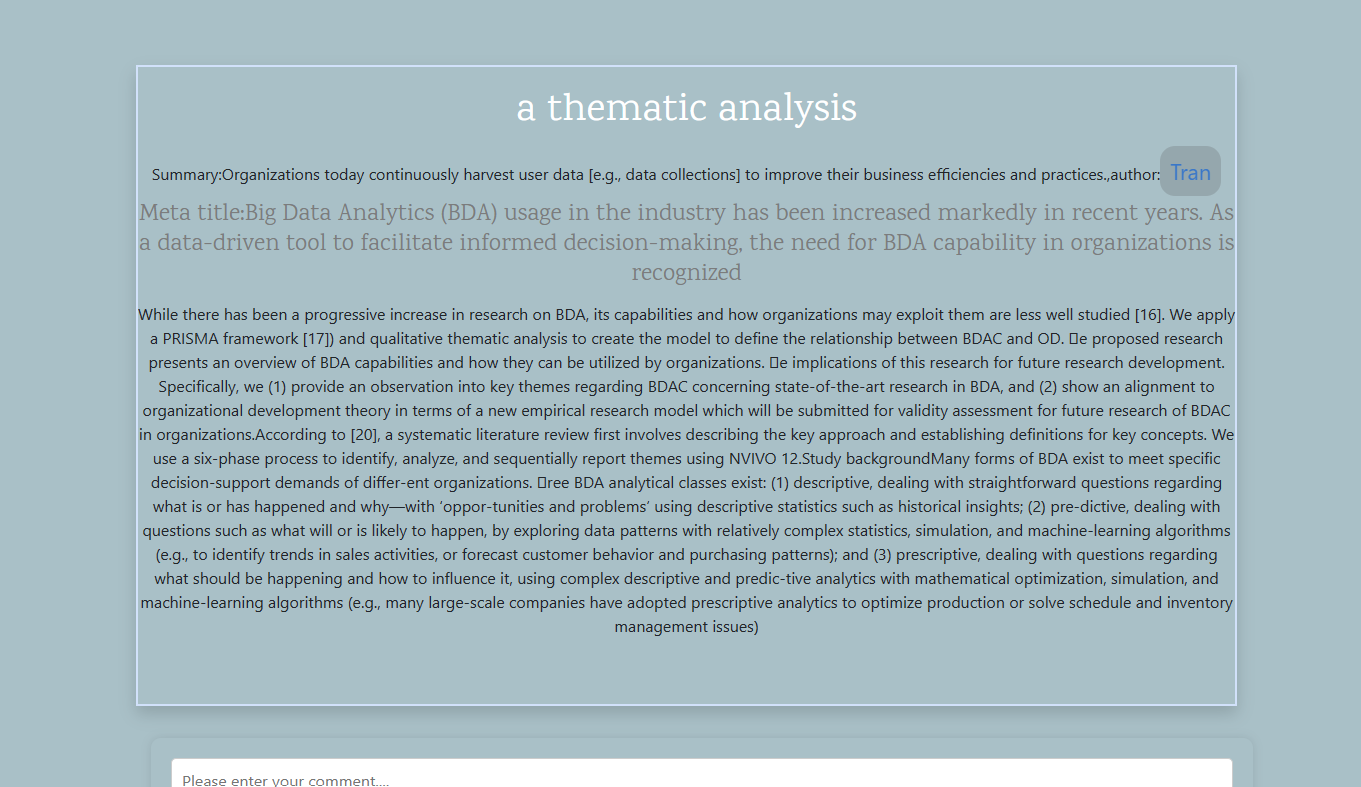 a thematic analysis
Summary:Organizations today continuously harvest user data [e.g., data collections] to improve their business efficiencies and practices.,author: Tran
Meta title:Big Data Analytics (BDA) usage in the industry has been increased markedly in recent years. As
a data-driven tool to facilitate informed decision-making, the need for BDA capability in organizations is
recognized
While there has been a progressive increase in research on BDA, its capabilities and how organizations may exploit them are less well studied [16]. We apply
a PRISMA framework [17]) and qualitative thematic analysis to create the model to define the relationship between BDAC and OD. □e proposed research
presents an overview of BDA capabilities and how they can be utilized by organizations. □e implications of this research for future research development.
Specifically, we (1) provide an observation into key themes regarding BDAC concerning state-of-the-art research in BDA, and (2) show an alignment to
organizational development theory in terms of a new empirical research model which will be submitted for validity assessment for future research of BDAC
in organizations.According to [20], a systematic literature review first involves describing the key approach and establishing definitions for key concepts. We
use a six-phase process to identify, analyze, and sequentially report themes using NVIVO 12.Study backgroundMany forms of BDA exist to meet specific
decision-support demands of differ-ent organizations. □ree BDA analytical classes exist: (1) descriptive, dealing with straightforward questions regarding
what is or has happened and why—with ‘oppor-tunities and problems’ using descriptive statistics such as historical insights; (2) pre-dictive, dealing with
questions such as what will or is likely to happen, by exploring data patterns with relatively complex statistics, simulation, and machine-learning algorithms
(e.g., to identify trends in sales activities, or forecast customer behavior and purchasing patterns); and (3) prescriptive, dealing with questions regarding
what should be happening and how to influence it, using complex descriptive and predic-tive analytics with mathematical optimization, simulation, and
machine-learning algorithms (e.g., many large-scale companies have adopted prescriptive analytics to optimize production or solve schedule and inventory
management issues)
Please enter your comment....